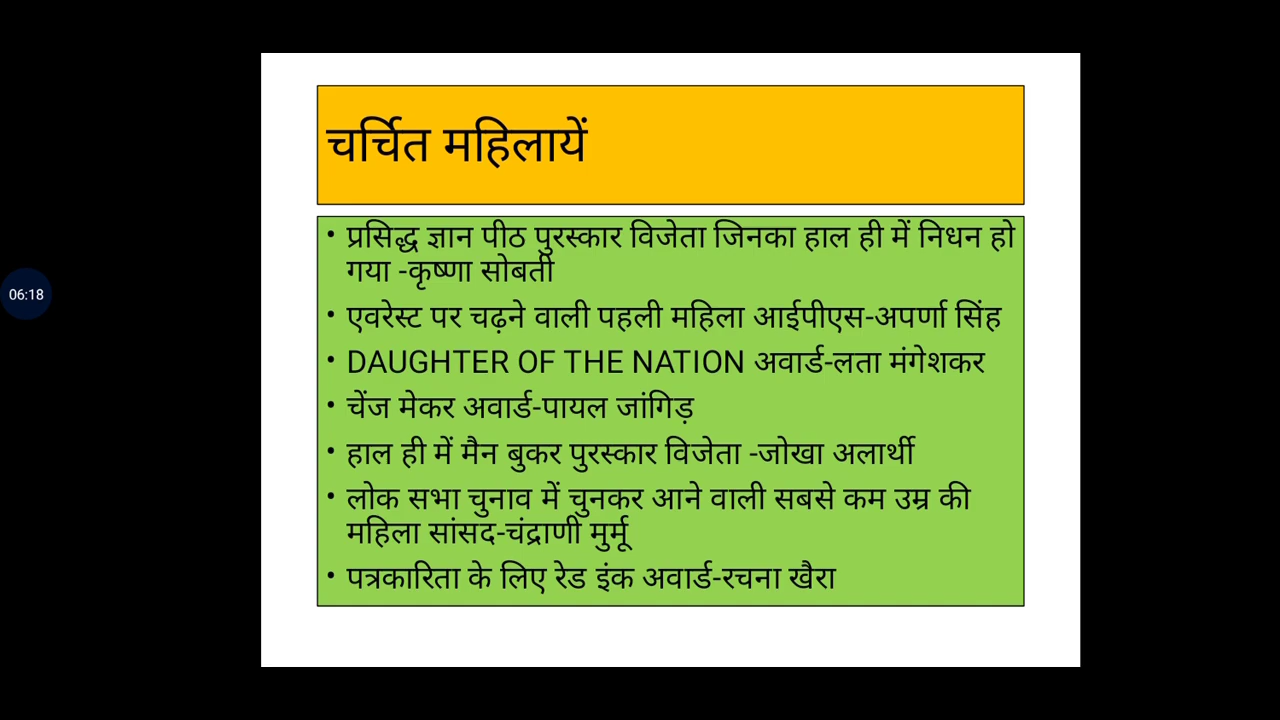 चर्चित महिलायें
• प्रसिद्ध ज्ञान पीठ पुरस्कार विजेता जिनका हाल ही में निधन हो
गया -कृष्णा सोबती
• एवरेस्ट पर चढ़ने वाली पहली महिला आईपीएस-अपर्णा सिंह
• DAUGHTER OF THE NATION अवार्ड-लता मंगेशकर
• चेंज मेकर अवार्ड-पायल जांगिड़
• हाल ही में मैन बुकर पुरस्कार विजेता -जोखा अलार्थी
• लोक सभा चुनाव में चुनकर आने वाली सबसे कम उम्र की
महिला सांसद-चंद्राणी मुर्मू
• पत्रकारिता के लिए रेड इंक अवार्ड-रचना खैरा
06:18